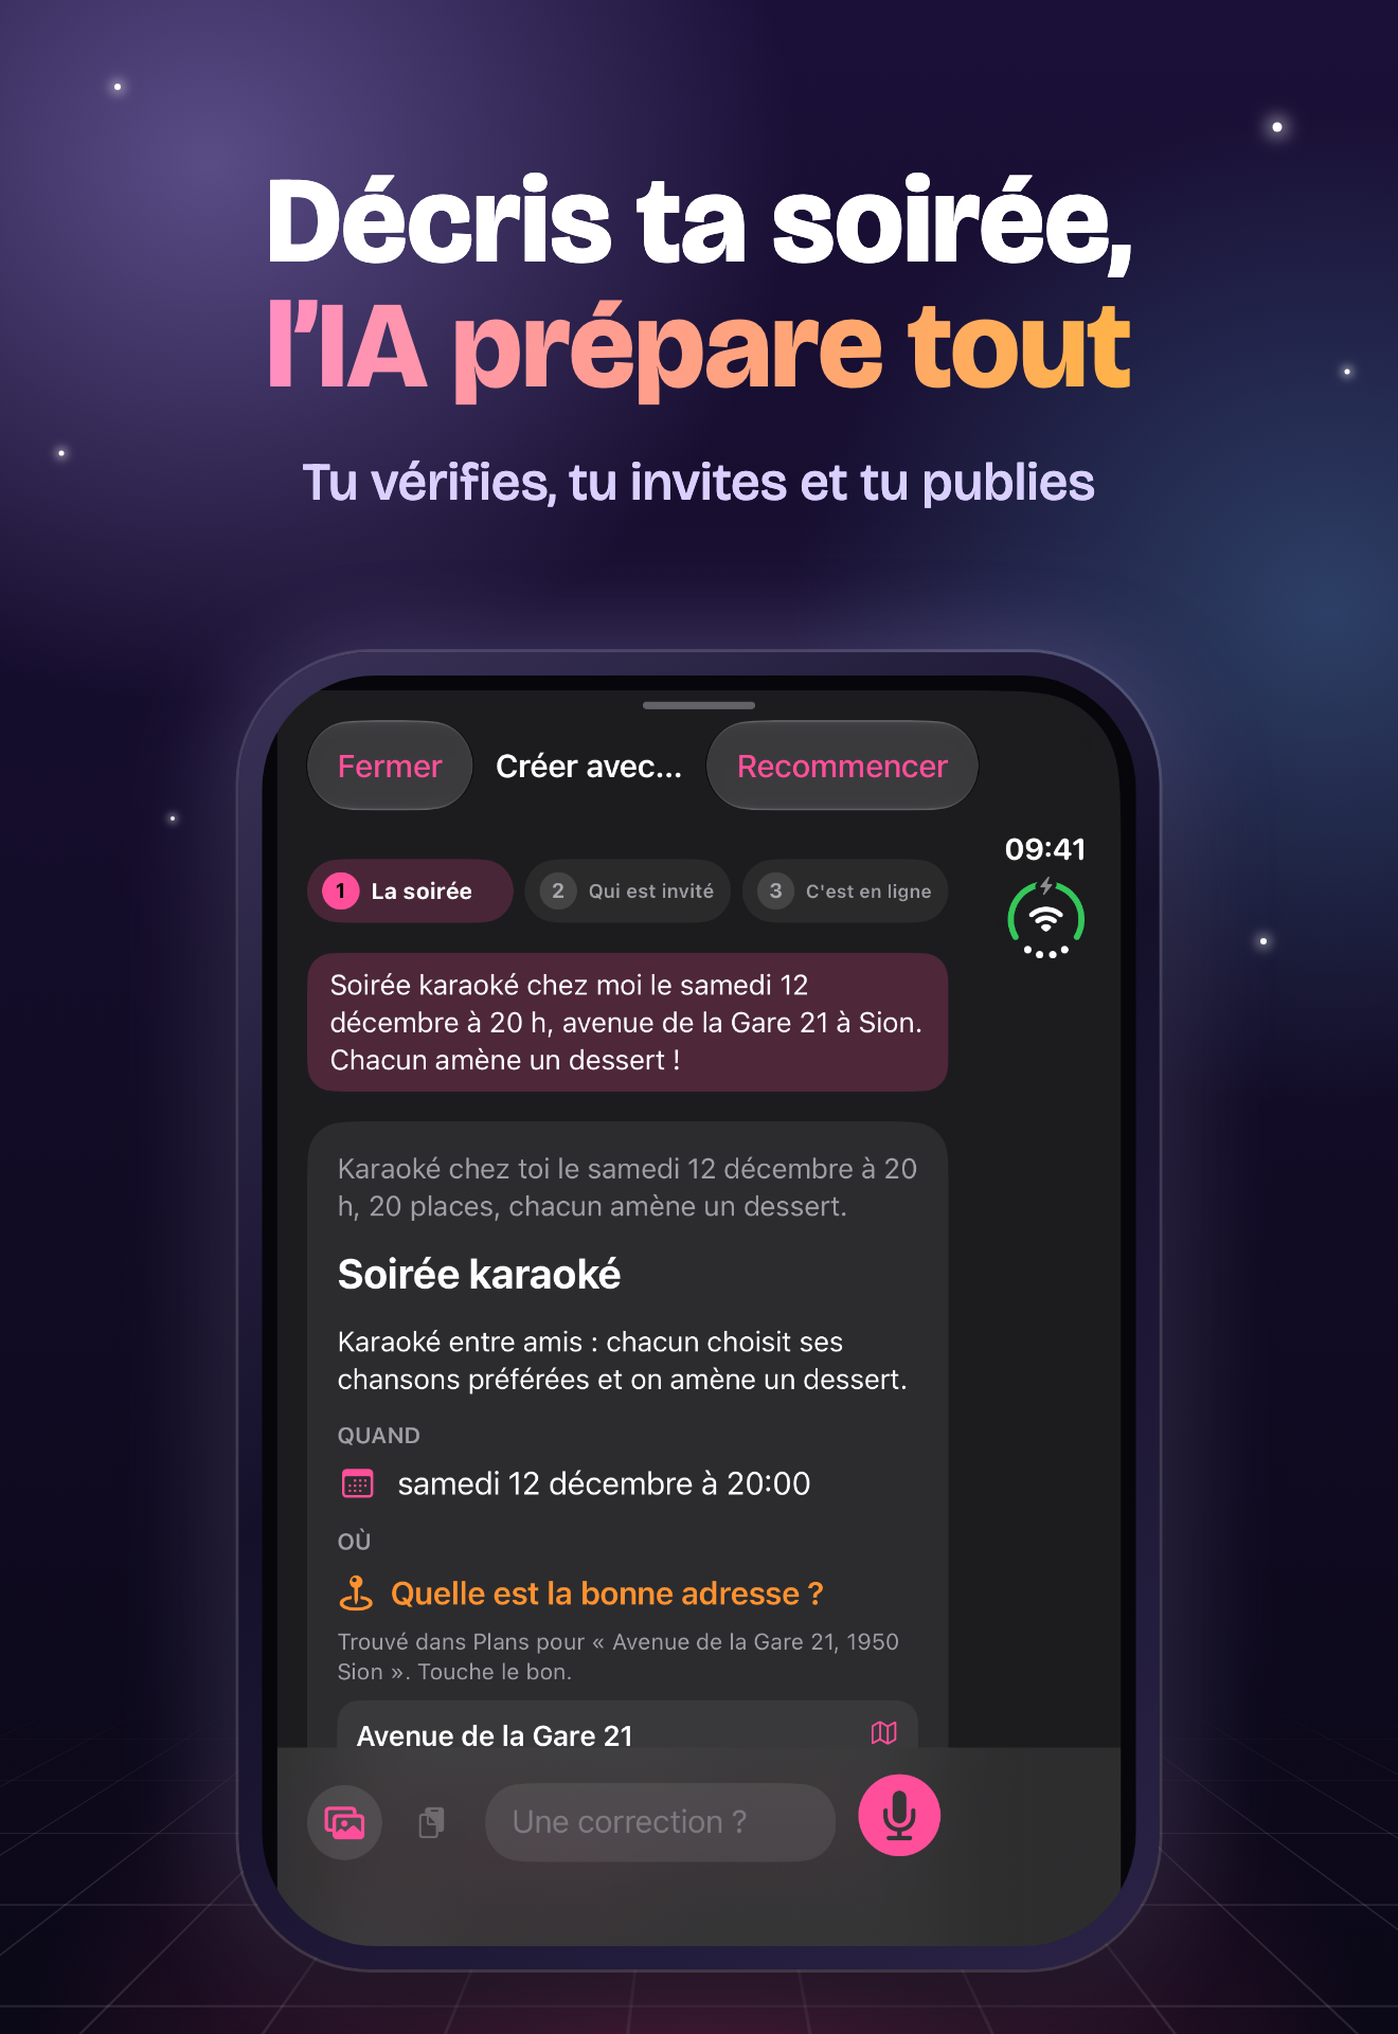 Décris ta soirée,
l'IA prépare tout
Tu vérifies, tu invites et tu publies
Fermer
Créer avec...
Recommencer
09:41
1 La soirée
2 Qui est invité
3 C'est en ligne
Soirée karaoké chez moi le samedi 12
décembre à 20 h, avenue de la Gare 21 à Sion.
Chacun amène un dessert !
Karaoké chez toi le samedi 12 décembre à 20
h, 20 places, chacun amène un dessert.
Soirée karaoké
Karaoké entre amis : chacun choisit ses
chansons préférées et on amène un dessert.
QUAND
samedi 12 décembre à 20:00
OÙ
Quelle est la bonne adresse ?
Trouvé dans Plans pour « Avenue de la Gare 21, 1950
Sion ». Touche le bon.
Avenue de la Gare 21
Une correction ?